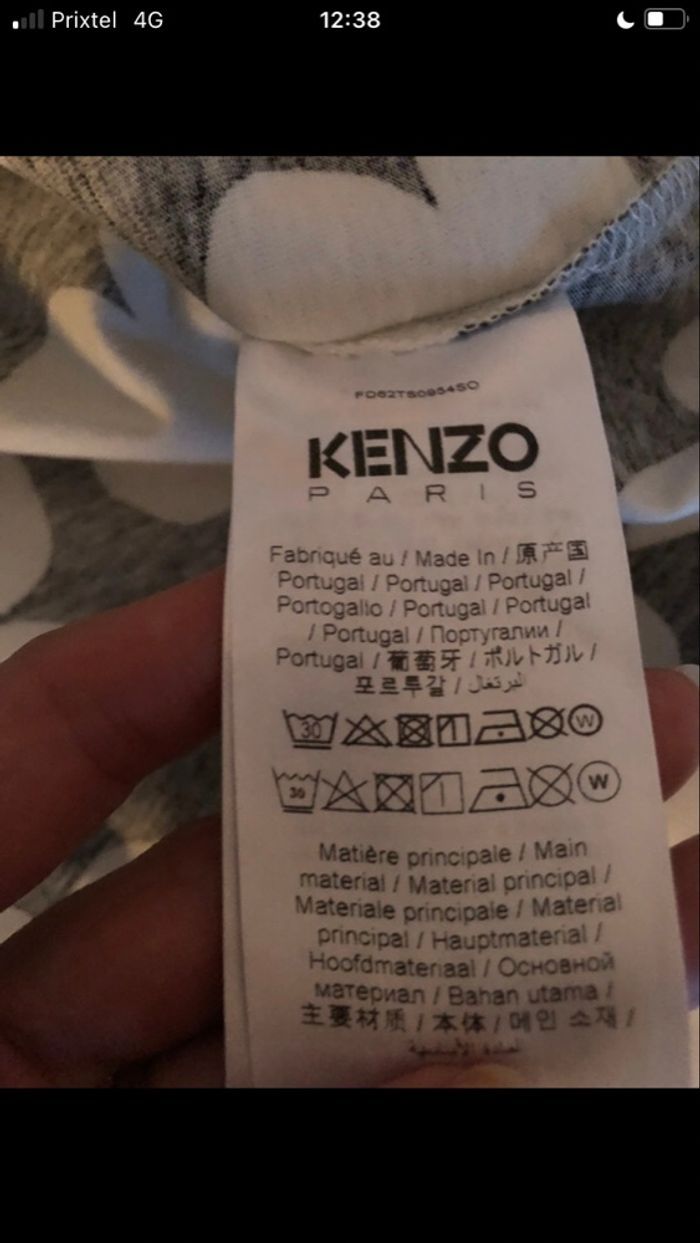 Prixtel 4G 12:38
FD62TS0954SO
KENZO
PARIS
Fabriqué au / Made In / 原产国
Portugal / Portugal / Portugal /
Portogallo / Portugal / Portugal
/ Portugal / Португалии /
Portugal / 葡萄牙 / ポルトガル /
포르투갈 / البرتغال
30 W
30 W
Matière principale / Main
material / Material principal /
Materiale principale / Material
principal / Hauptmaterial /
Hoofdmateriaal / Основной
материал / Bahan utama /
主要材质 / 本体 / 메인 소재 /